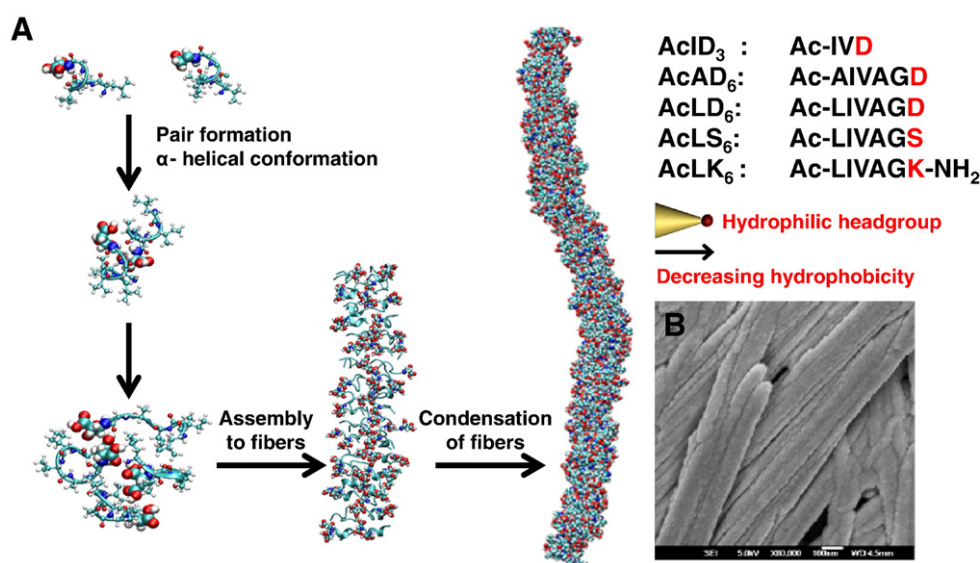 A
Pair formation
α- helical conformation
Assembly
to fibers
Condensation
of fibers
AcID₃ : Ac-IVD
AcAD₆: Ac-AIVAGD
AcLD₆: Ac-LIVAGD
AcLS₆: Ac-LIVAGS
AcLK₆ : Ac-LIVAGK-NH₂
Hydrophilic headgroup
Decreasing hydrophobicity
B
SEI 5.0kV X80,000 100nm WD 4.5mm